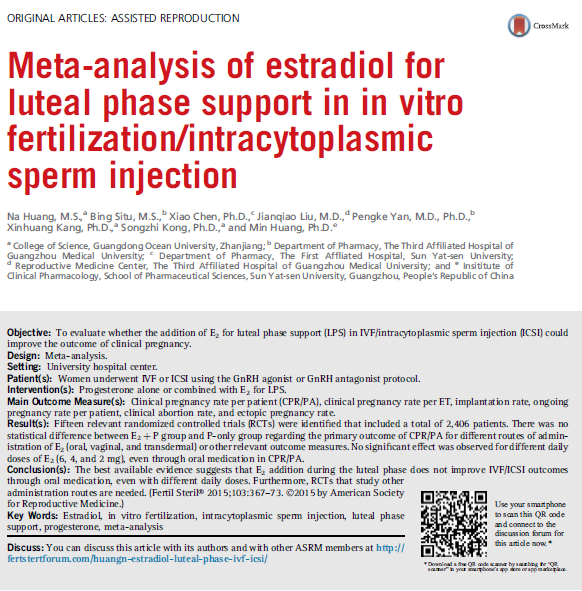 ORIGINAL ARTICLES: ASSISTED REPRODUCTION
CrossMark
Meta-analysis of estradiol for
luteal phase support in in vitro
fertilization/intracytoplasmic
sperm injection
Na Huang, M.S.,ᵃ Bing Situ, M.S.,ᵇ Xiao Chen, Ph.D.,ᶜ Jianqiao Liu, M.D.,ᵈ Pengke Yan, M.D., Ph.D.,ᵇ
Xinhuang Kang, Ph.D.,ᵃ Songzhi Kong, Ph.D.,ᵃ and Min Huang, Ph.D.ᵉ
ᵃ College of Science, Guangdong Ocean University, Zhanjiang; ᵇ Department of Pharmacy, The Third Affiliated Hospital of
Guangzhou Medical University; ᶜ Department of Pharmacy, The First Affliated Hospital, Sun Yat-sen University;
ᵈ Reproductive Medicine Center, The Third Affiliated Hospital of Guangzhou Medical University; and ᵉ Insititute of
Clinical Pharmacology, School of Pharmaceutical Sciences, Sun Yat-sen University, Guangzhou, People's Republic of China
Objective: To evaluate whether the addition of E₂ for luteal phase support (LPS) in IVF/intracytoplasmic sperm injection (ICSI) could
improve the outcome of clinical pregnancy.
Design: Meta-analysis.
Setting: University hospital center.
Patient(s): Women underwent IVF or ICSI using the GnRH agonist or GnRH antagonist protocol.
Intervention(s): Progesterone alone or combined with E₂ for LPS.
Main Outcome Measure(s): Clinical pregnancy rate per patient (CPR/PA), clinical pregnancy rate per ET, implantation rate, ongoing
pregnancy rate per patient, clinical abortion rate, and ectopic pregnancy rate.
Result(s): Fifteen relevant randomized controlled trials (RCTs) were identified that included a total of 2,406 patients. There was no
statistical difference between E₂ + P group and P-only group regarding the primary outcome of CPR/PA for different routes of admin-
istration of E₂ (oral, vaginal, and transdermal) or other relevant outcome measures. No significant effect was observed for different daily
doses of E₂ (6, 4, and 2 mg), even through oral medication in CPR/PA.
Conclusion(s): The best available evidence suggests that E₂ addition during the luteal phase does not improve IVF/ICSI outcomes
through oral medication, even with different daily doses. Furthermore, RCTs that study other
administration routes are needed. (Fertil Steril® 2015;103:367–73. ©2015 by American Society
for Reproductive Medicine.)
Key Words: Estradiol, in vitro fertilization, intracytoplasmic sperm injection, luteal phase
support, progesterone, meta-analysis
Discuss: You can discuss this article with its authors and with other ASRM members at http://
fertstertforum.com/huangn-estradiol-luteal-phase-ivf-icsi/
Use your smartphone
to scan this QR code
and connect to the
discussion forum for
this article now.*
* Download a free QR code scanner by searching for "QR
scanner" in your smartphone's app store or app marketplace.